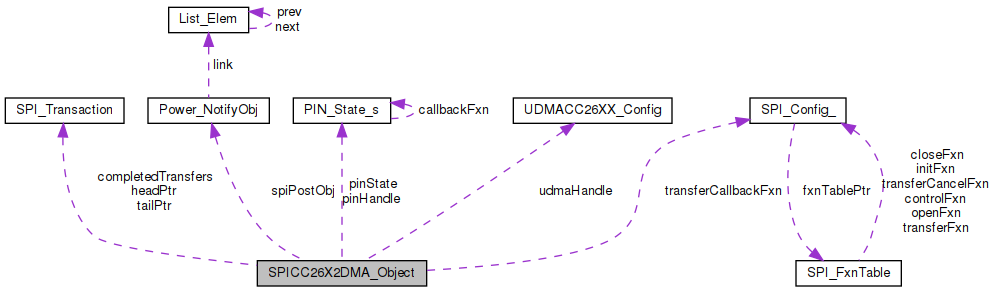 List_Elem
prev
next
link
SPI_Transaction
Power_NotifyObj
PIN_State_s
callbackFxn
UDMACC26XX_Config
SPI_Config_
completedTransfers
headPtr
tailPtr
spiPostObj
pinState
pinHandle
udmaHandle
transferCallbackFxn
fxnTablePtr
closeFxn
initFxn
transferCancelFxn
controlFxn
openFxn
transferFxn
SPICC26X2DMA_Object
SPI_FxnTable